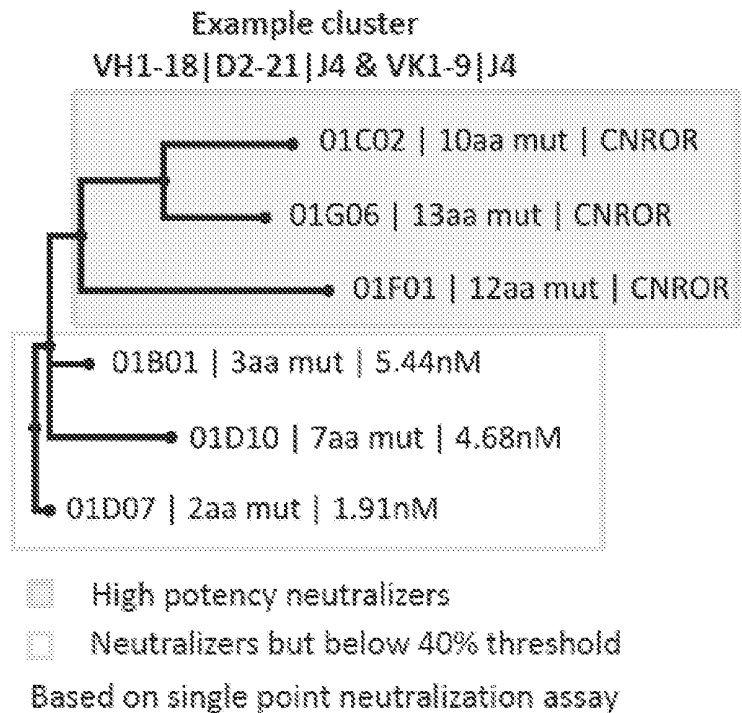 Example cluster
VH1-18|D2-21|J4 & VK1-9|J4
01C02 | 10aa mut | CNROR
01G06 | 13aa mut | CNROR
01F01 | 12aa mut | CNROR
01B01 | 3aa mut | 5.44nM
01D10 | 7aa mut | 4.68nM
01D07 | 2aa mut | 1.91nM
High potency neutralizers
Neutralizers but below 40% threshold
Based on single point neutralization assay